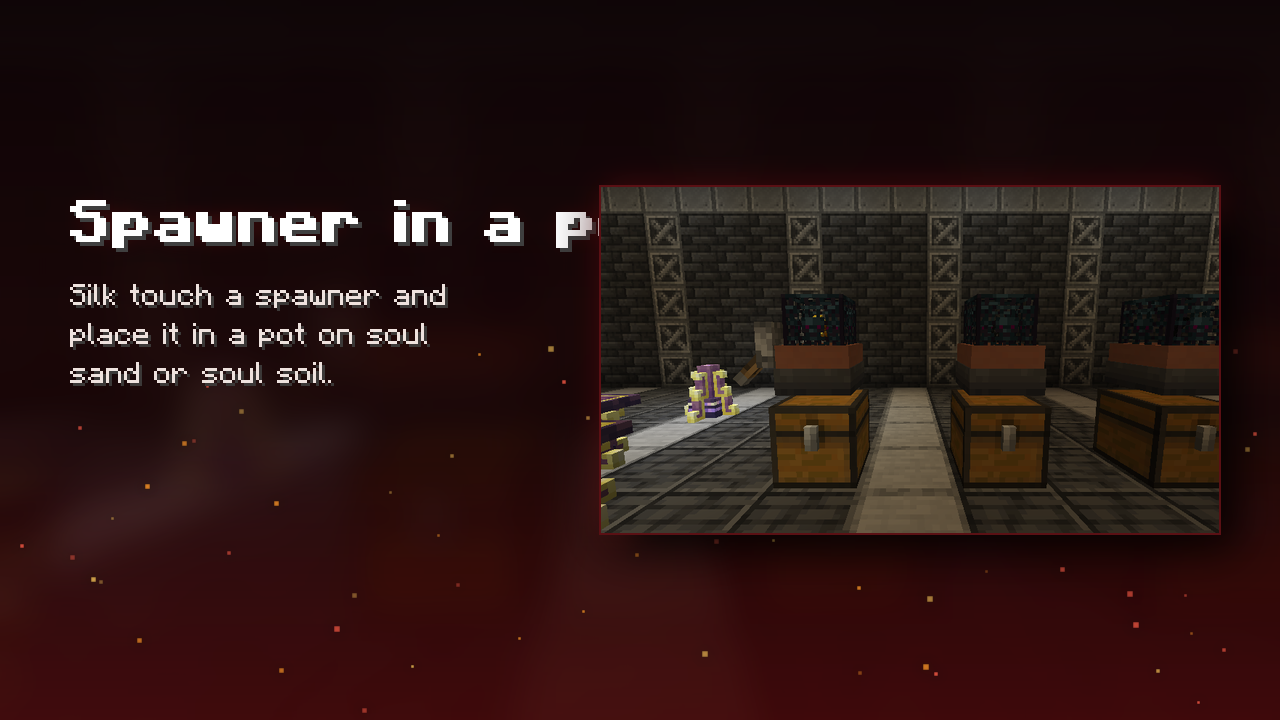 Spawner in a p
Silk touch a spawner and
place it in a pot on soul
sand or soul soil.